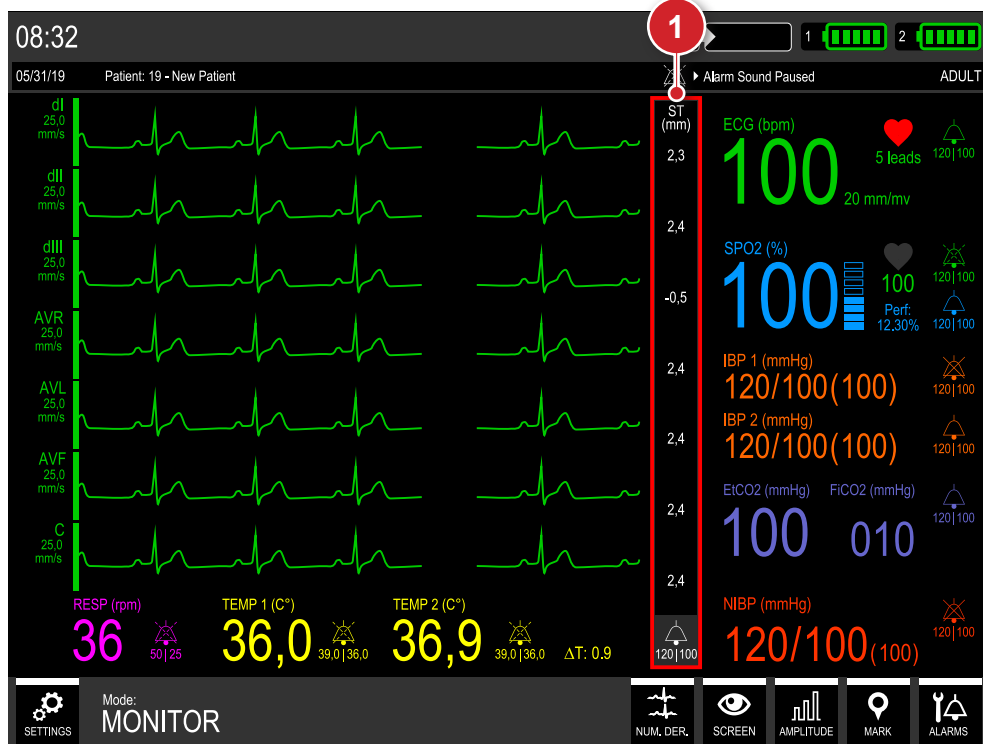 1
08:32
1
2
05/31/19
Patient: 19 - New Patient
Alarm Sound Paused
ADULT
dI
25,0
mm/s
dII
25,0
mm/s
dIII
25,0
mm/s
AVR
25,0
mm/s
AVL
25,0
mm/s
AVF
25,0
mm/s
C
25,0
mm/s
ST
(mm)
2,3
2,4
-0,5
2,4
2,4
2,4
2,4
120|100
ECG (bpm)
100
5 leads
20 mm/mv
120|100
SPO2 (%)
100
100
Perf:
12,30%
120|100
120|100
IBP 1 (mmHg)
120/100(100)
120|100
IBP 2 (mmHg)
120/100(100)
120|100
EtCO2 (mmHg)
100
FiCO2 (mmHg)
010
120|100
NIBP (mmHg)
120/100(100)
120|100
RESP (rpm)
36
50|25
TEMP 1 (C°)
36,0
39,0|36,0
TEMP 2 (C°)
36,9
39,0|36,0
ΔT: 0.9
SETTINGS
Mode:
MONITOR
NUM. DER.
SCREEN
AMPLITUDE
MARK
ALARMS